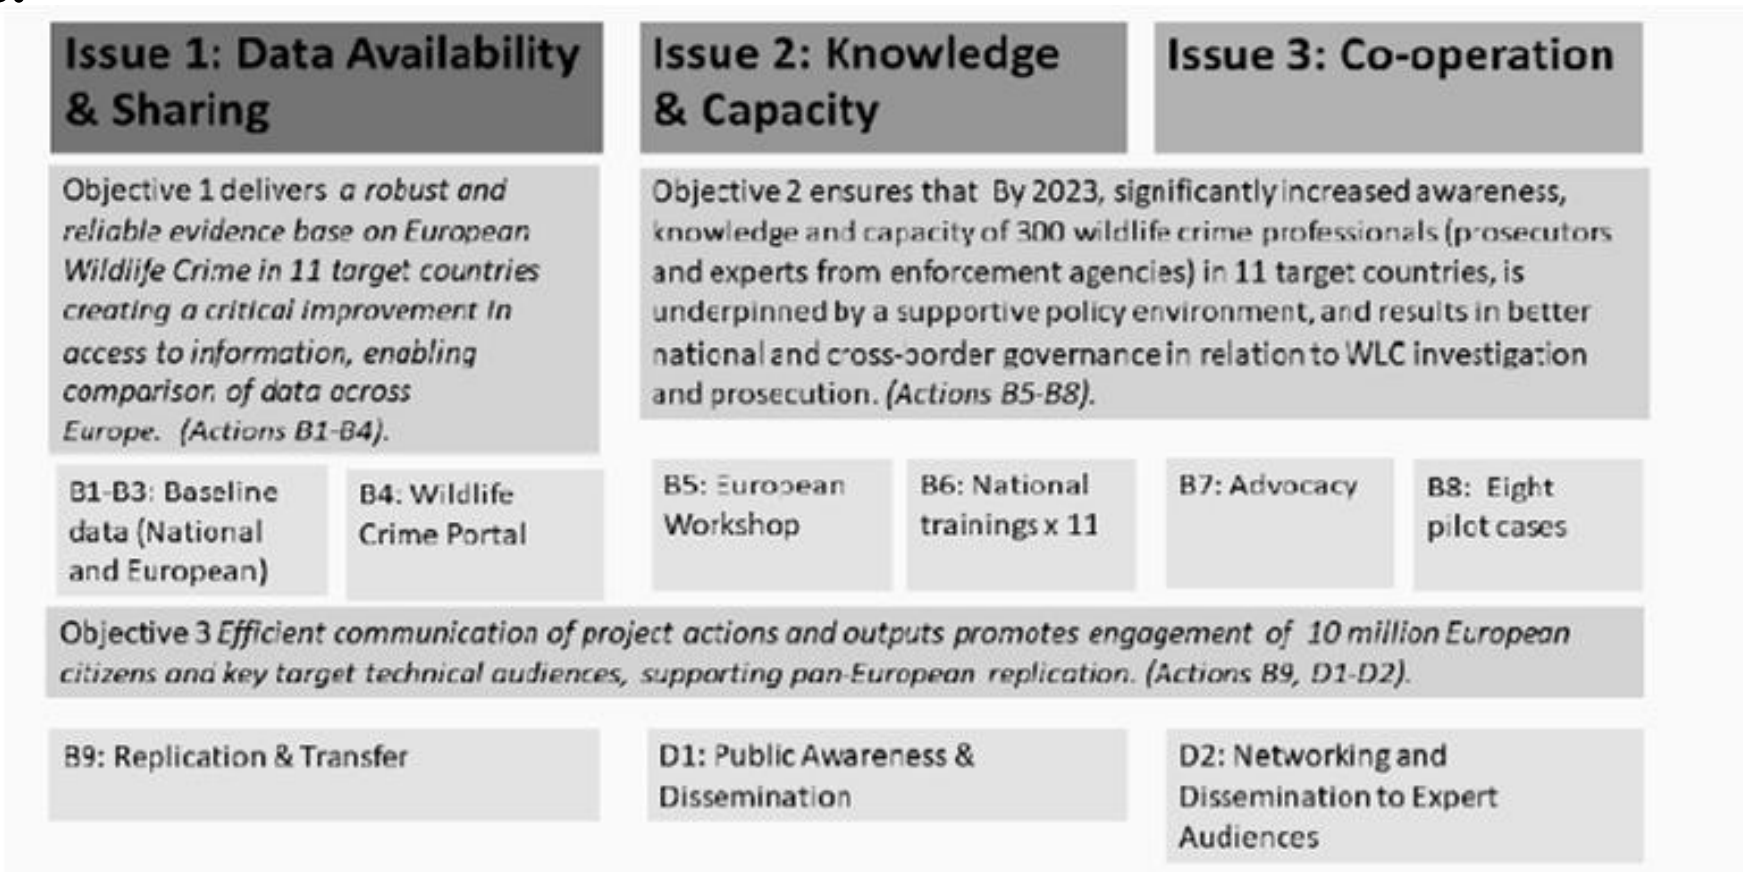 Issue 1: Data Availability
& Sharing
Issue 2: Knowledge
& Capacity
Issue 3: Co-operation
Objective 1 delivers a robust and
reliable evidence base on European
Wildlife Crime in 11 target countries
creating a critical improvement in
access to information, enabling
comparison of data across
Europe. (Actions B1-B4).
Objective 2 ensures that By 2023, significantly increased awareness,
knowledge and capacity of 300 wildlife crime professionals (prosecutors
and experts from enforcement agencies) in 11 target countries, is
underpinned by a supportive policy environment, and results in better
national and cross-border governance in relation to WLC investigation
and prosecution. (Actions B5-B8).
B1-B3: Baseline
data (National
and European)
B4: Wildlife
Crime Portal
B5: European
Workshop
B6: National
trainings x 11
B7: Advocacy
B8: Eight
pilot cases
Objective 3 Efficient communication of project actions and outputs promotes engagement of 10 million European
citizens and key target technical audiences, supporting pan-European replication. (Actions B9, D1-D2).
B9: Replication & Transfer
D1: Public Awareness &
Dissemination
D2: Networking and
Dissemination to Expert
Audiences